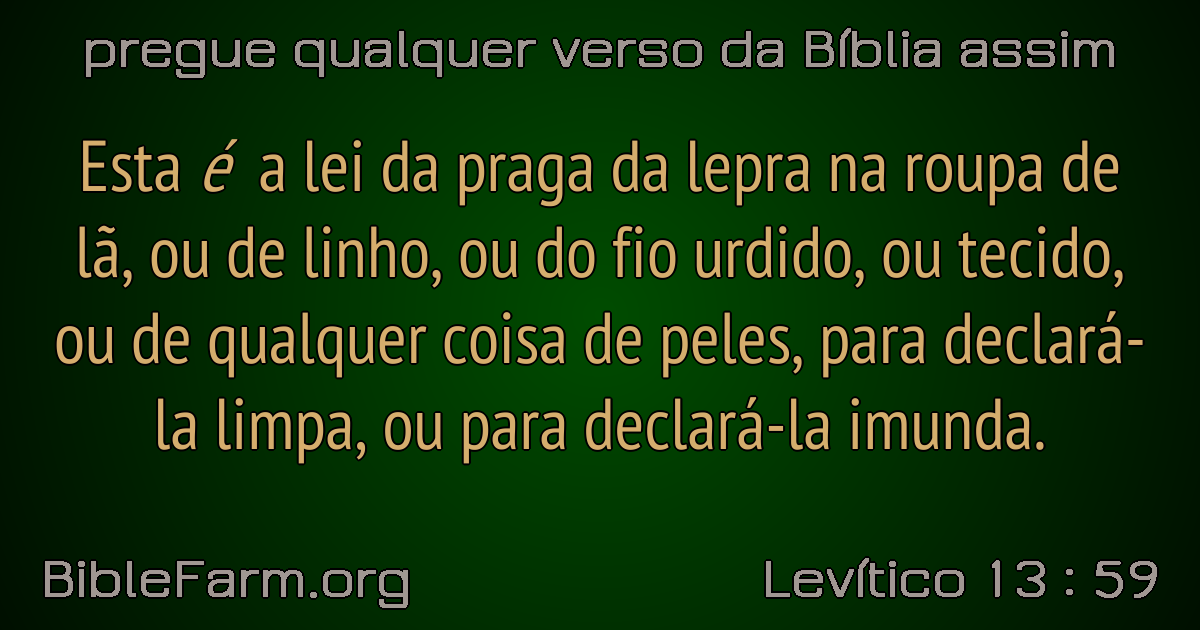 pregue qualquer verso da Bíblia assim
Esta é a lei da praga da lepra na roupa de
lã, ou de linho, ou do fio urdido, ou tecido,
ou de qualquer coisa de peles, para declará-
la limpa, ou para declará-la imunda.
BibleFarm.org
Levítico 13 : 59